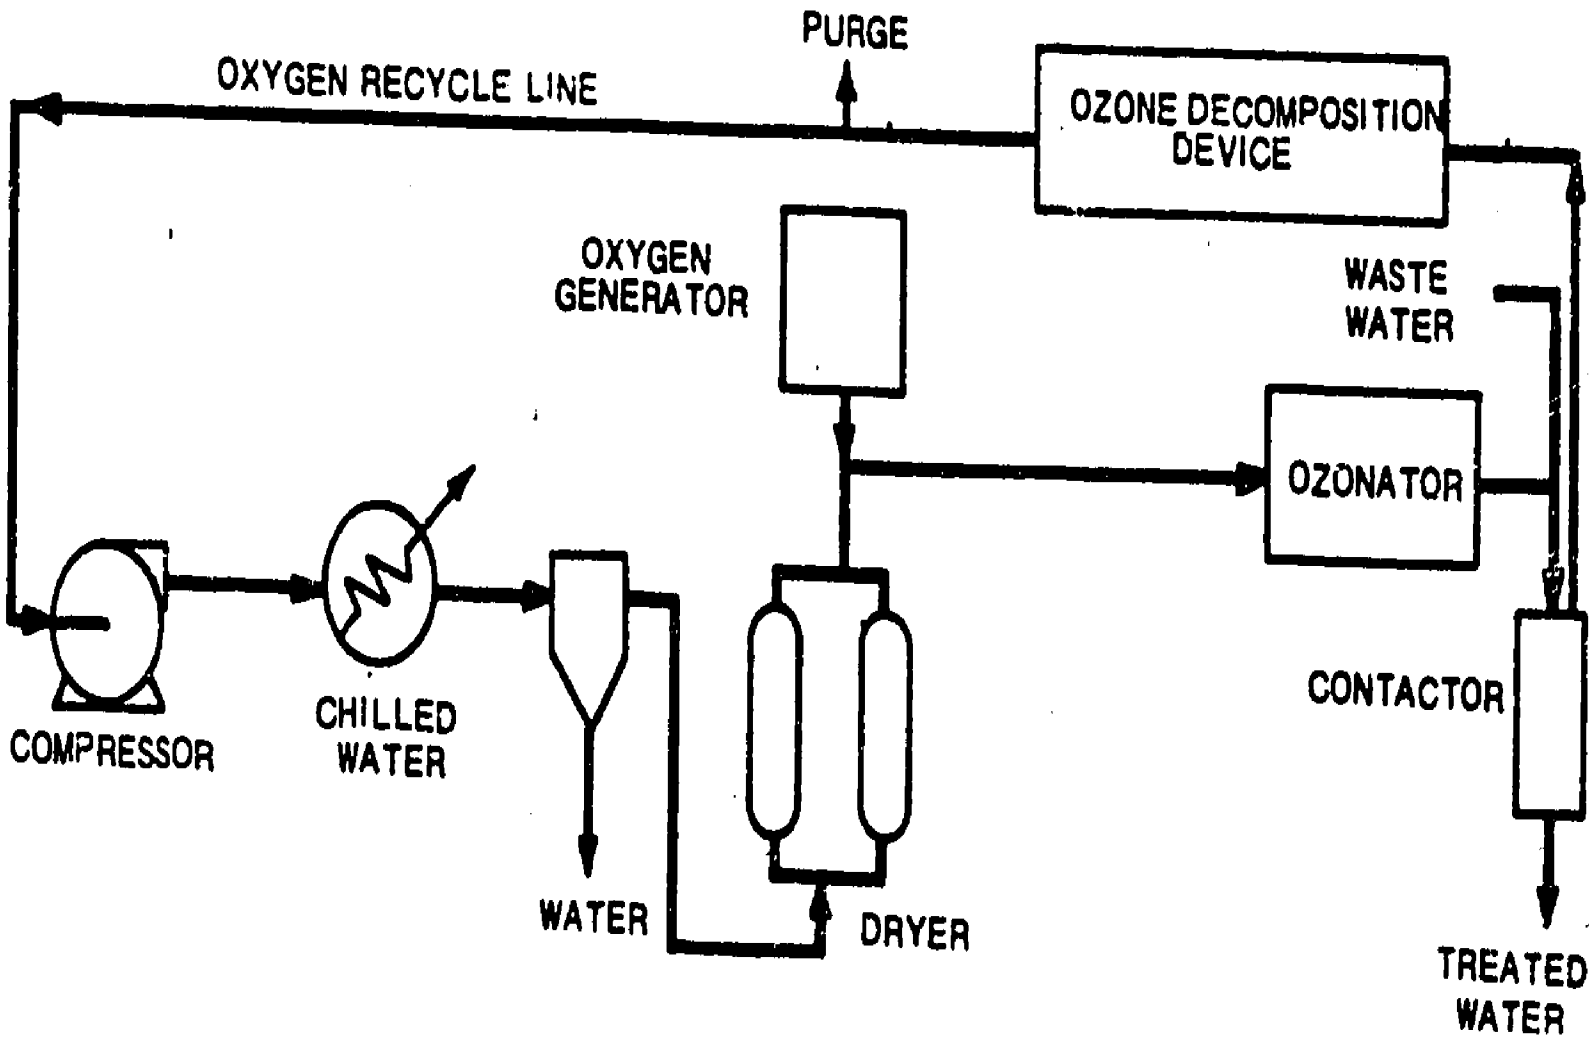 PURGE
OXYGEN RECYCLE LINE
OZONE DECOMPOSITION
DEVICE
OXYGEN
GENERATOR
WASTE
WATER
OZONATOR
CONTACTOR
CHILLED
WATER
COMPRESSOR
WATER
DRYER
TREATED
WATER